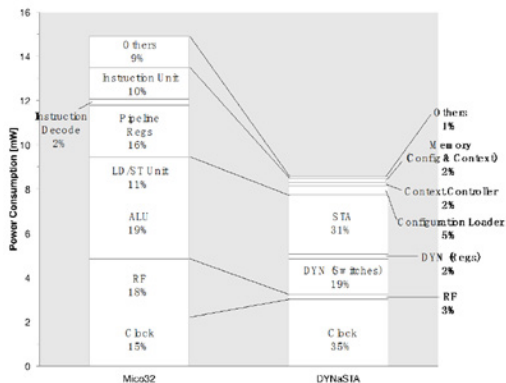 16
14
12
10
8
6
4
2
0
Power Consumption [mW]
Others
9%
Instruction Unit
10%
Instruction
Decode
2%
Pipeline
Regs
16%
LD/ST Unit
11%
ALU
19%
RF
18%
Clock
15%
Mico32
STA
31%
DYN (Switches)
19%
Clock
35%
DYNaSTA
Others
1%
Memory
(Config & Context)
2%
Context Controller
2%
Configuration Loader
5%
DYN (Regs)
2%
RF
3%